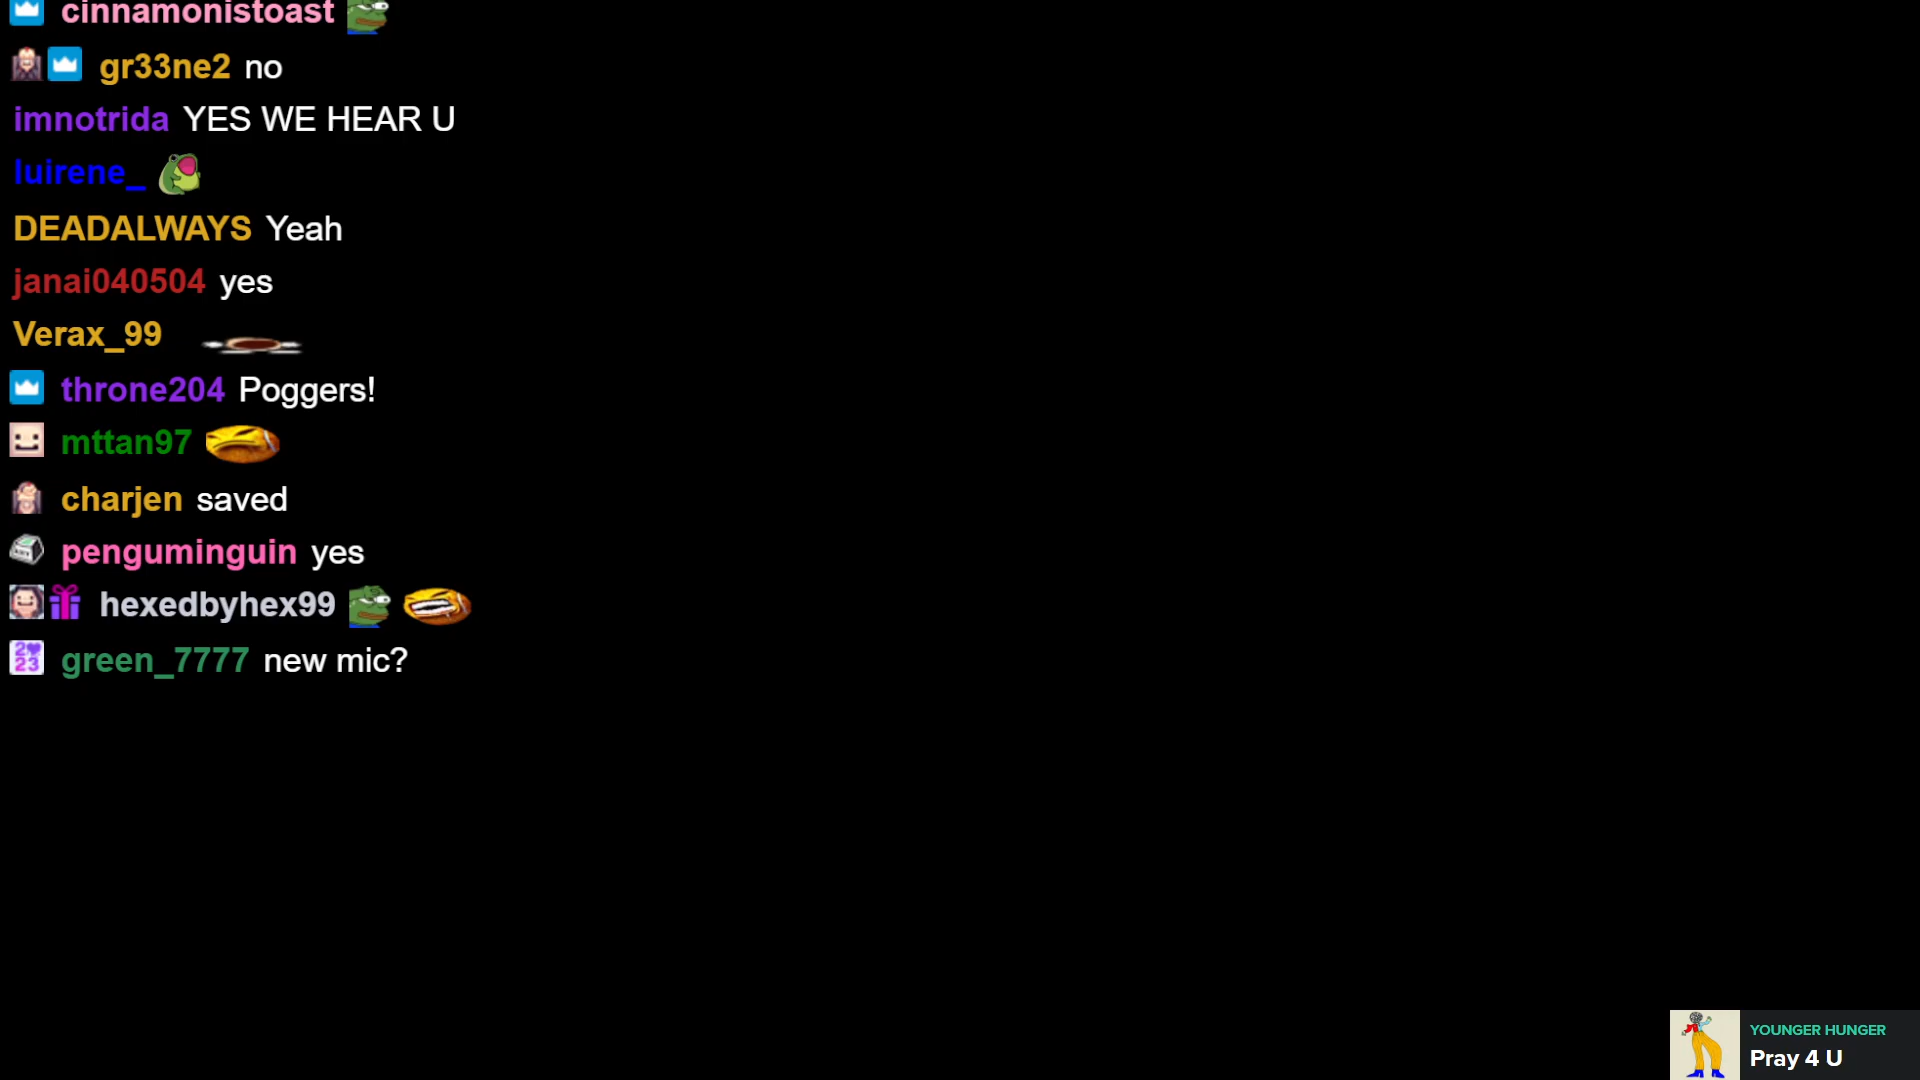 cinnamonistoast
gr33ne2 no
imnotrida YES WE HEAR U
luirene_
DEADALWAYS Yeah
janai040504 yes
Verax_99
throne204 Poggers!
mttan97
charjen saved
penguminguin yes
hexedbyhex99
2023 green_7777 new mic?
YOUNGER HUNGER
Pray 4 U